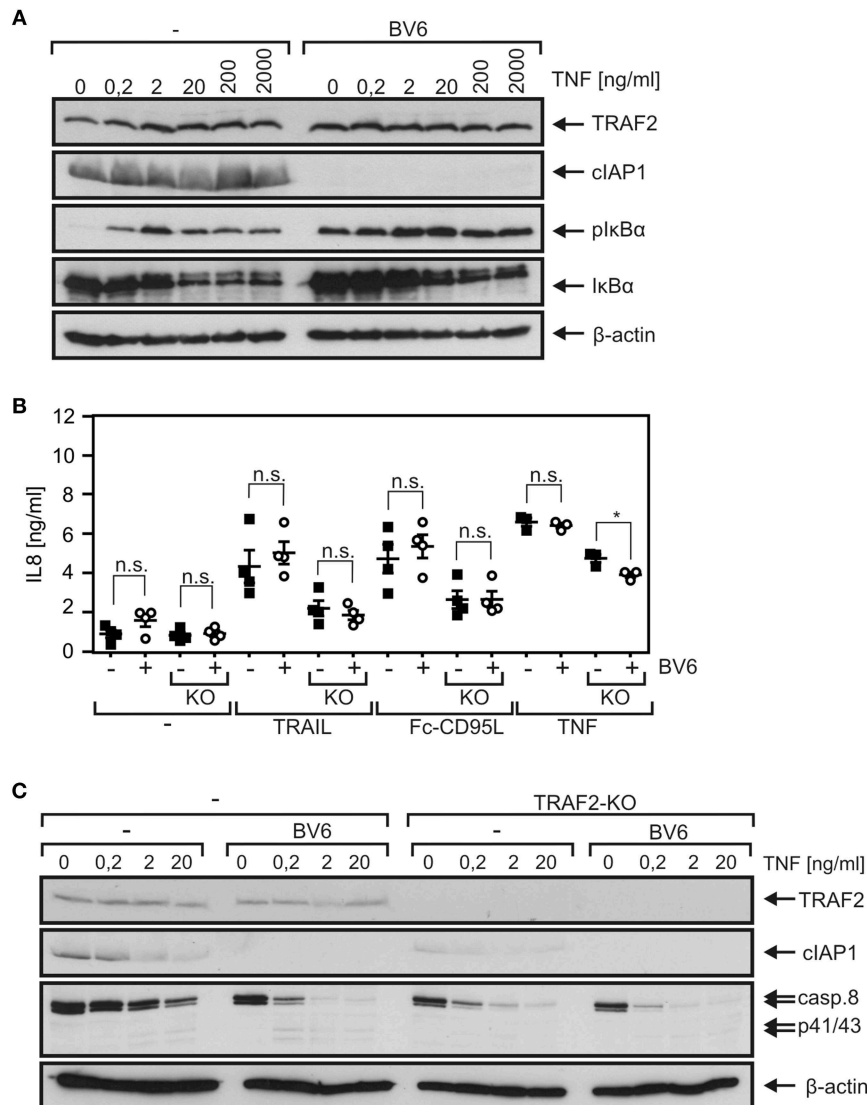 A
- BV6
0 0,2 2 20 200 2000 0 0,2 2 20 200 2000 TNF [ng/ml]
TRAF2
cIAP1
pIκBα
IκBα
β-actin
B
12
10
8
6
4
2
0
IL8 [ng/ml]
n.s. n.s. n.s. n.s. n.s. n.s. n.s. *
- + - + - + - + - + - + - + - + BV6
KO KO KO KO
- TRAIL Fc-CD95L TNF
C
- TRAF2-KO
- BV6 - BV6
0 0,2 2 20 0 0,2 2 20 0 0,2 2 20 0 0,2 2 20 TNF [ng/ml]
TRAF2
cIAP1
casp.8
p41/43
β-actin